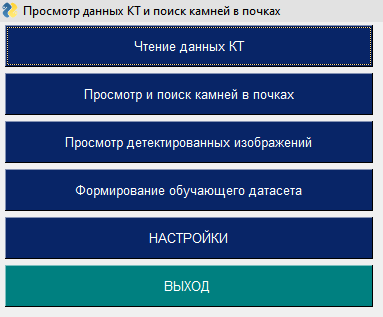 Просмотр данных КТ и поиск камней в почках
Чтение данных КТ
Просмотр и поиск камней в почках
Просмотр детектированных изображений
Формирование обучающего датасета
НАСТРОЙКИ
ВЫХОД